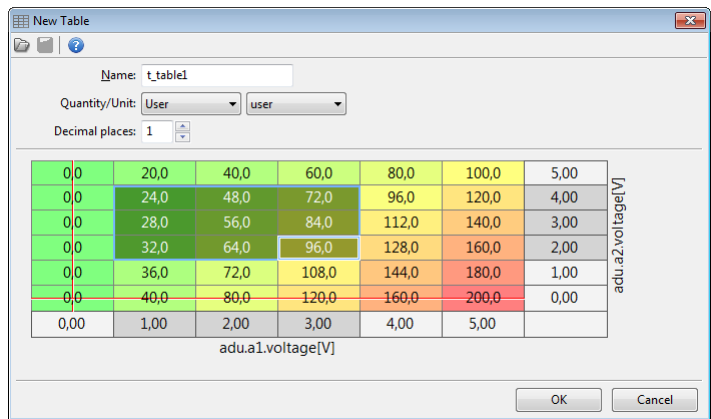 New Table
Name: t_table1
Quantity/Unit: User user
Decimal places: 1
0,0 20,0 40,0 60,0 80,0 100,0 5,00
0,0 24,0 48,0 72,0 96,0 120,0 4,00
0,0 28,0 56,0 84,0 112,0 140,0 3,00
0,0 32,0 64,0 96,0 128,0 160,0 2,00
0,0 36,0 72,0 108,0 144,0 180,0 1,00
0,0 40,0 80,0 120,0 160,0 200,0 0,00
0,00 1,00 2,00 3,00 4,00 5,00
adu.a2.voltage[V]
adu.a1.voltage[V]
OK Cancel